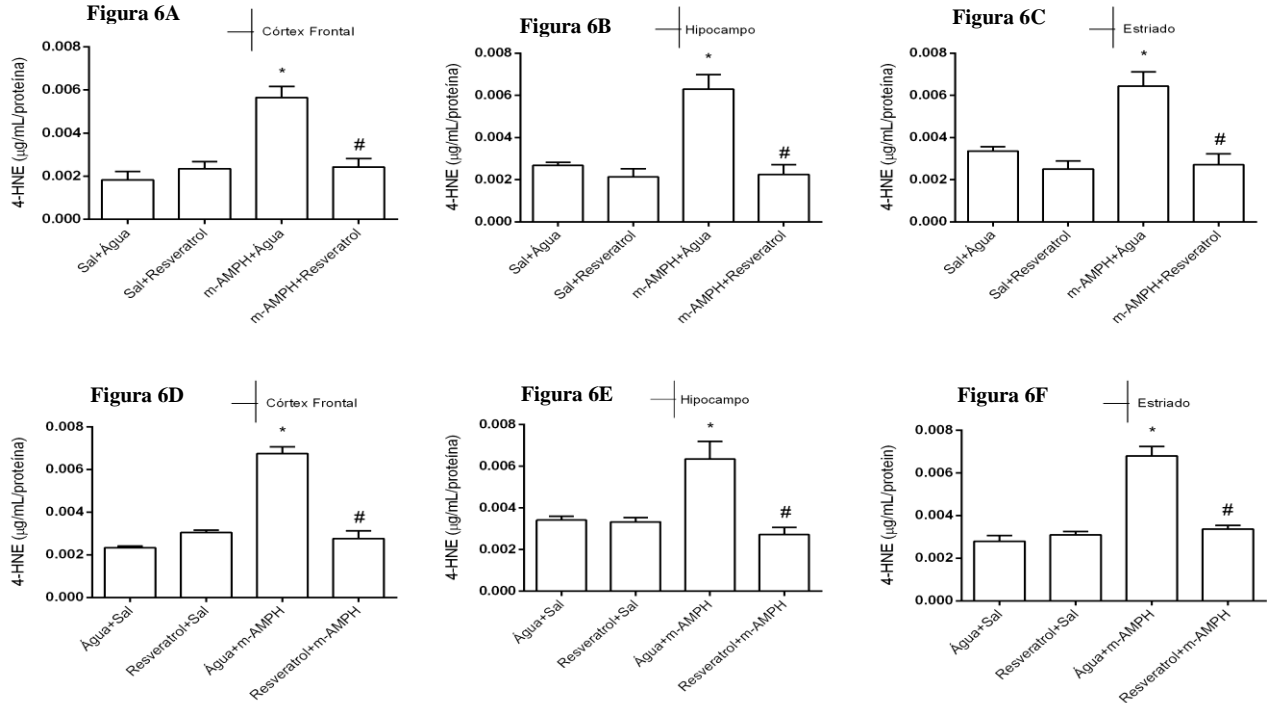 Figura 6A
Córtex Frontal
4-HNE (µg/mL/proteína)
0.008
0.006
0.004
0.002
0.000
*
#
Sal+Água
Sal+Resveratrol
m-AMPH+Água
m-AMPH+Resveratrol
Figura 6B
Hipocampo
4-HNE (µg/mL/proteína)
0.008
0.006
0.004
0.002
0.000
*
#
Sal+Água
Sal+Resveratrol
m-AMPH+Água
m-AMPH+Resveratrol
Figura 6C
Estriado
4-HNE (µg/mL/proteína)
0.008
0.006
0.004
0.002
0.000
*
#
Sal+Água
Sal+Resveratrol
m-AMPH+Água
m-AMPH+Resveratrol
Figura 6D
Córtex Frontal
4-HNE (µg/mL/proteína)
0.008
0.006
0.004
0.002
0.000
*
#
Àgua+Sal
Resveratrol+Sal
Àgua+m-AMPH
Resveratrol+m-AMPH
Figura 6E
Hipocampo
4-HNE (µg/mL/proteína)
0.008
0.006
0.004
0.002
0.000
*
#
Àgua+Sal
Resveratrol+Sal
Àgua+m-AMPH
Resveratrol+m-AMPH
Figura 6F
Estriado
4-HNE (µg/mL/protein)
0.008
0.006
0.004
0.002
0.000
*
#
Àgua+Sal
Resveratrol+Sal
Àgua+m-AMPH
Resveratrol+m-AMPH